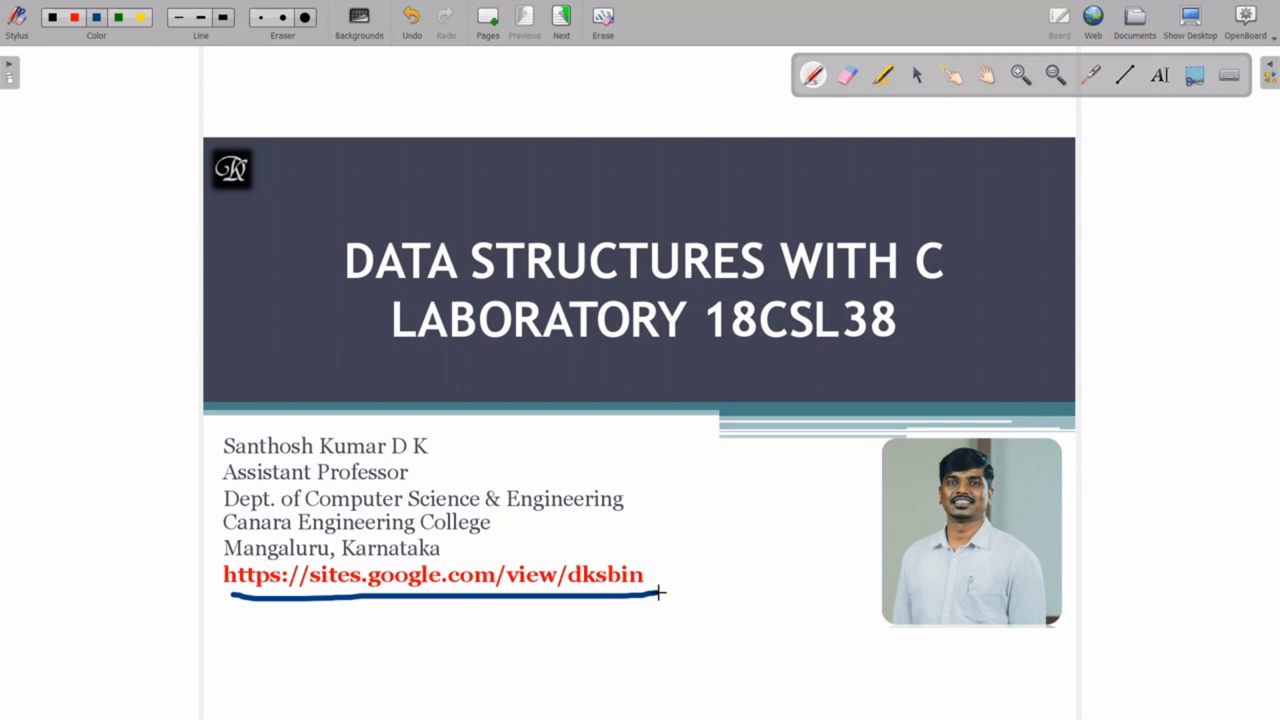 Stylus
Color
Line
Eraser
Backgrounds
Undo
Redo
Pages
Previous
Next
Erase
Board
Web
Documents
Show Desktop
OpenBoard
AI
DK
DATA STRUCTURES WITH C
LABORATORY 18CSL38
Santhosh Kumar D K
Assistant Professor
Dept. of Computer Science & Engineering
Canara Engineering College
Mangaluru, Karnataka
https://sites.google.com/view/dksbin